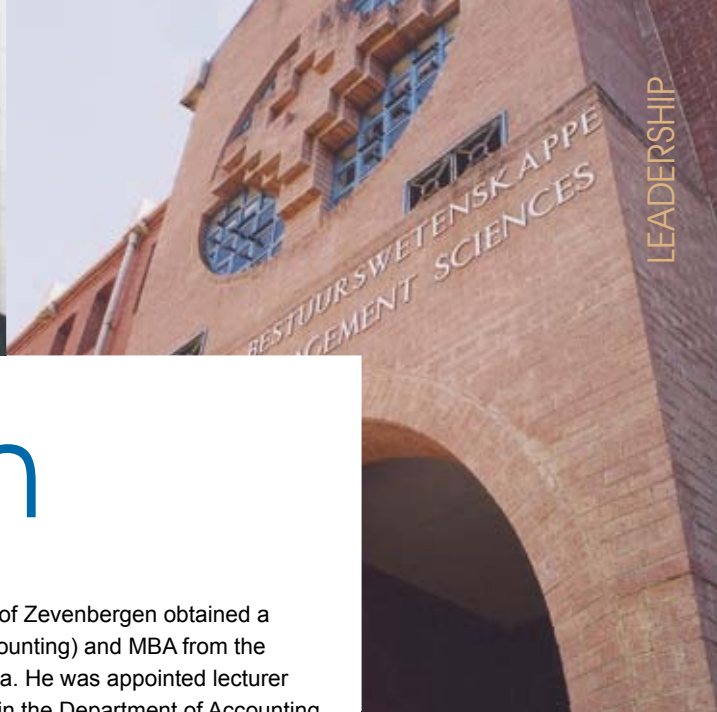 LEADERSHIP
BESTUURSWETENSKAPPE
SCIENCES
n
of Zevenbergen obtained a
ounting) and MBA from the
a. He was appointed lecturer
in the Department of Accounting